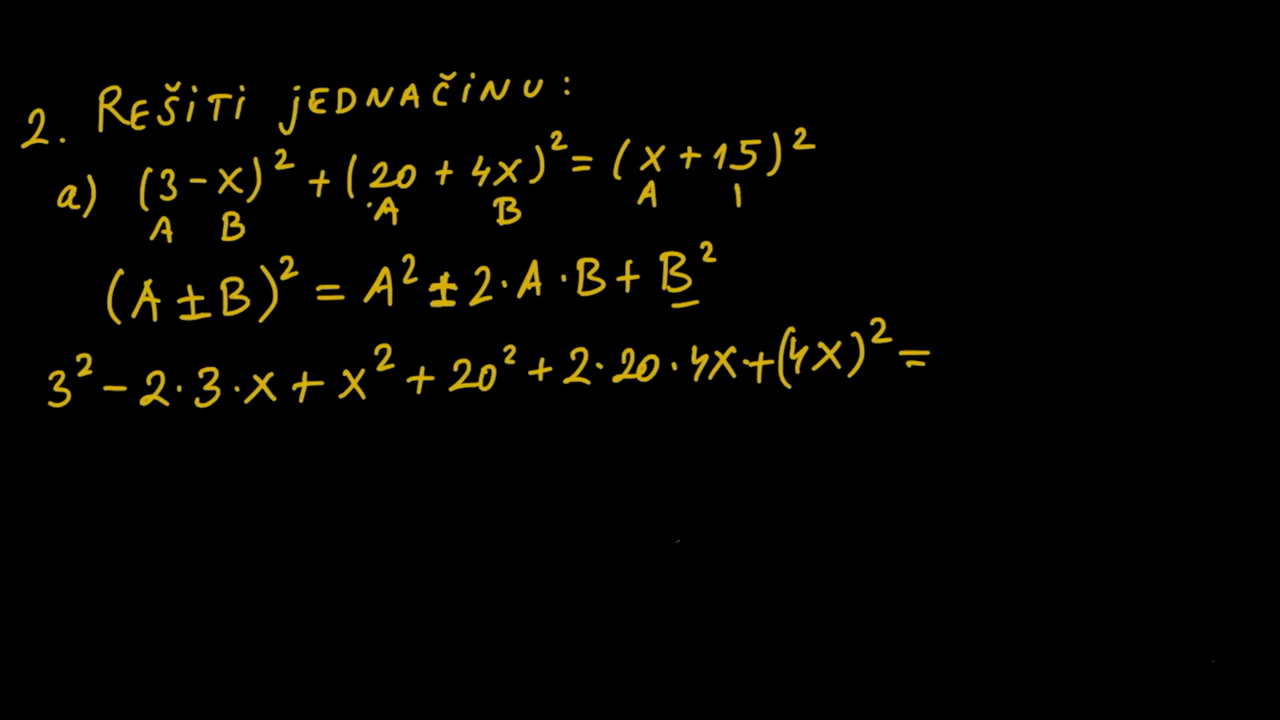 2. REŠITI JEDNAČINU:
a) (3 - x)² + (20 + 4x)² = (x + 15)²
A B A B A I
(A ± B)² = A² ± 2·A·B + B²
3² - 2·3·x + x² + 20² + 2·20·4x + (4x)² =